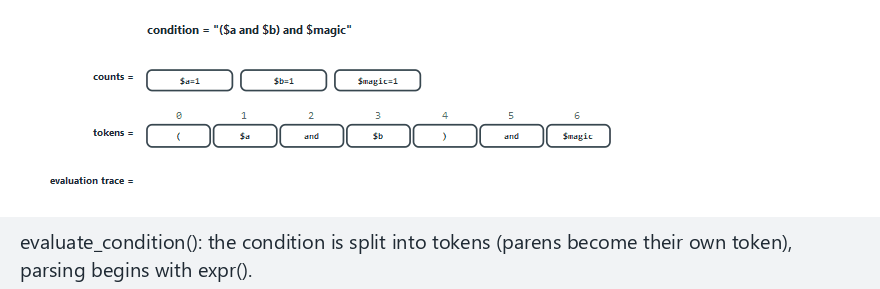 condition = "($a and $b) and $magic"
counts = $a=1 $b=1 $magic=1
0 1 2 3 4 5 6
tokens = ( $a and $b ) and $magic
evaluation trace =
evaluate_condition(): the condition is split into tokens (parens become their own token),
parsing begins with expr().